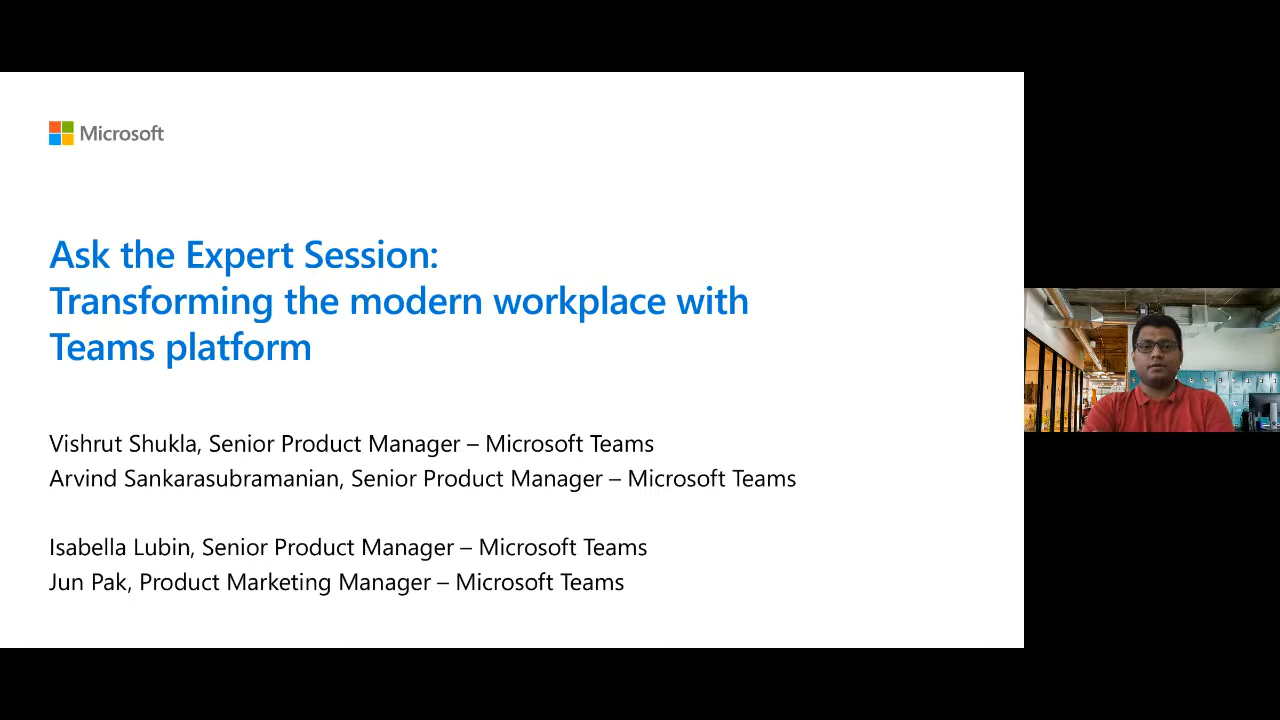 Microsoft
Ask the Expert Session:
Transforming the modern workplace with
Teams platform
Vishrut Shukla, Senior Product Manager – Microsoft Teams
Arvind Sankarasubramanian, Senior Product Manager – Microsoft Teams
Isabella Lubin, Senior Product Manager – Microsoft Teams
Jun Pak, Product Marketing Manager – Microsoft Teams